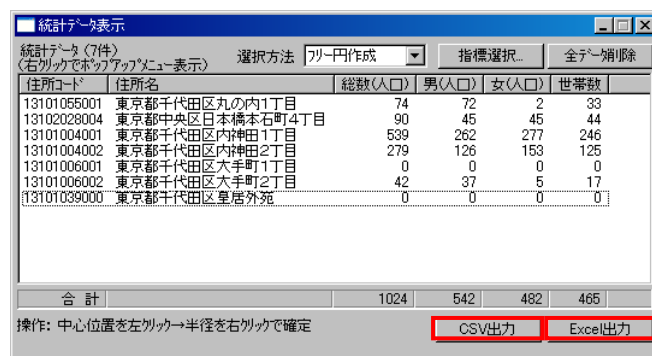 統計データ表示
統計データ (7件)
(右クリックでポップアップメニュー表示)
選択方法 フリー円作成 指標選択... 全データ削除
住所コード 住所名 総数(人口) 男(人口) 女(人口) 世帯数
13101055001 東京都千代田区丸の内1丁目 74 72 2 33
13102028004 東京都中央区日本橋本石町4丁目 90 45 45 44
13101004001 東京都千代田区内神田1丁目 539 262 277 246
13101004002 東京都千代田区内神田2丁目 279 126 153 125
13101006001 東京都千代田区大手町1丁目 0 0 0 0
13101006002 東京都千代田区大手町2丁目 42 37 5 17
13101039000 東京都千代田区皇居外苑 0 0 0 0
合 計 1024 542 482 465
操作: 中心位置を左クリック→半径を右クリックで確定 CSV出力 Excel出力